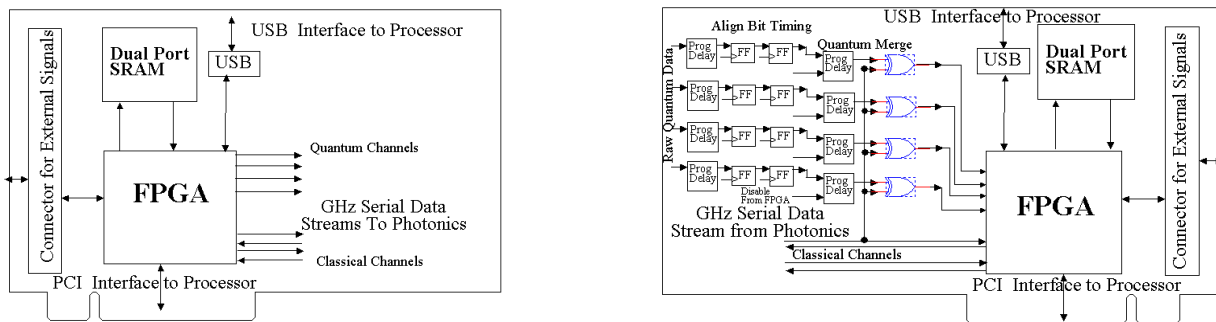 USB Interface to Processor
Dual Port
SRAM
USB
Connector for External Signals
FPGA
Quantum Channels
GHz Serial Data
Streams To Photonics
Classical Channels
PCI Interface to Processor
USB Interface to Processor
Align Bit Timing
Quantum Merge
Raw Quantum Data
Prog
Delay
FF
FF
Prog
Delay
Prog
Delay
FF
FF
Prog
Delay
Prog
Delay
FF
FF
Prog
Delay
Prog
Delay
FF
FF
Prog
Delay
Disable
From FPGA
USB
Dual Port
SRAM
GHz Serial Data
Stream from Photonics
FPGA
Classical Channels
Connector for External Signals
PCI Interface to Processor